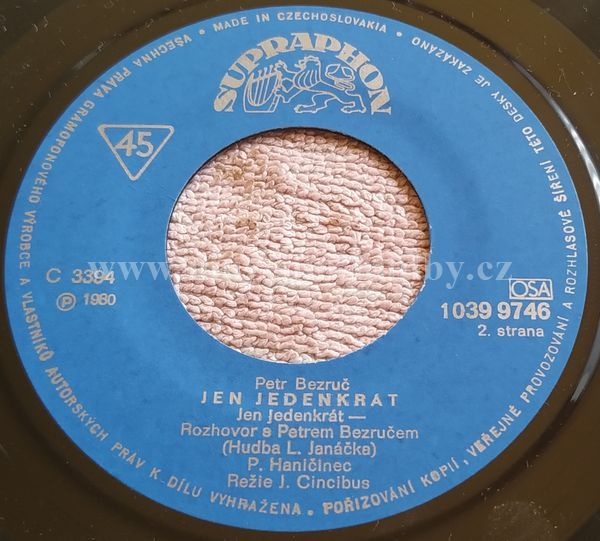 VŠECHNA PRÁVA GRAMOFONOVÉHO VÝROBCE A VLASTNÍKŮ AUTORSKÝCH PRÁV K DÍLU VYHRAŽENA • POŘIZOVÁNÍ KOPIÍ, VEŘEJNÉ PROVOZOVÁNÍ A ROZHLASOVÉ ŠÍŘENÍ TÉTO DESKY JE ZAKÁZÁNO • MADE IN CZECHOSLOVAKIA •
SUPRAPHON
45
C 3394
Ⓟ 1980
OSA
1039 9746
2. strana
Petr Bezruč
JEN JEDENKRÁT
Jen jedenkrát —
Rozhovor s Petrem Bezručem
(Hudba L. Janáčka)
P. Haničinec
Režie J. Cincibus